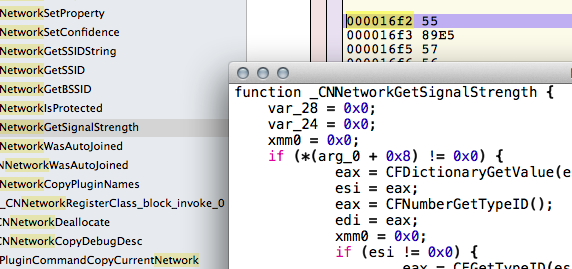 NetworkSetProperty
NetworkSetConfidence
NetworkGetSSIDString
NetworkGetSSID
NetworkGetBSSID
NetworkIsProtected
NetworkGetSignalStrength
NetworkWasAutoJoined
NNetworkWasAutoJoined
NetworkCopyPluginNames
_CNNetworkRegisterClass_block_invoke_0
CNNetworkDeallocate
CNNetworkCopyDebugDesc
PluginCommandCopyCurrentNetwork
000016f2 55
000016f3 89E5
000016f5 57
000016f6 56
function _CNNetworkGetSignalStrength {
var_28 = 0x0;
var_24 = 0x0;
xmm0 = 0x0;
if (*(arg_0 + 0x8) != 0x0) {
eax = CFDictionaryGetValue(e
esi = eax;
eax = CFNumberGetTypeID();
edi = eax;
xmm0 = 0x0;
if (esi != 0x0) {
eax = CFGetTypeID(es